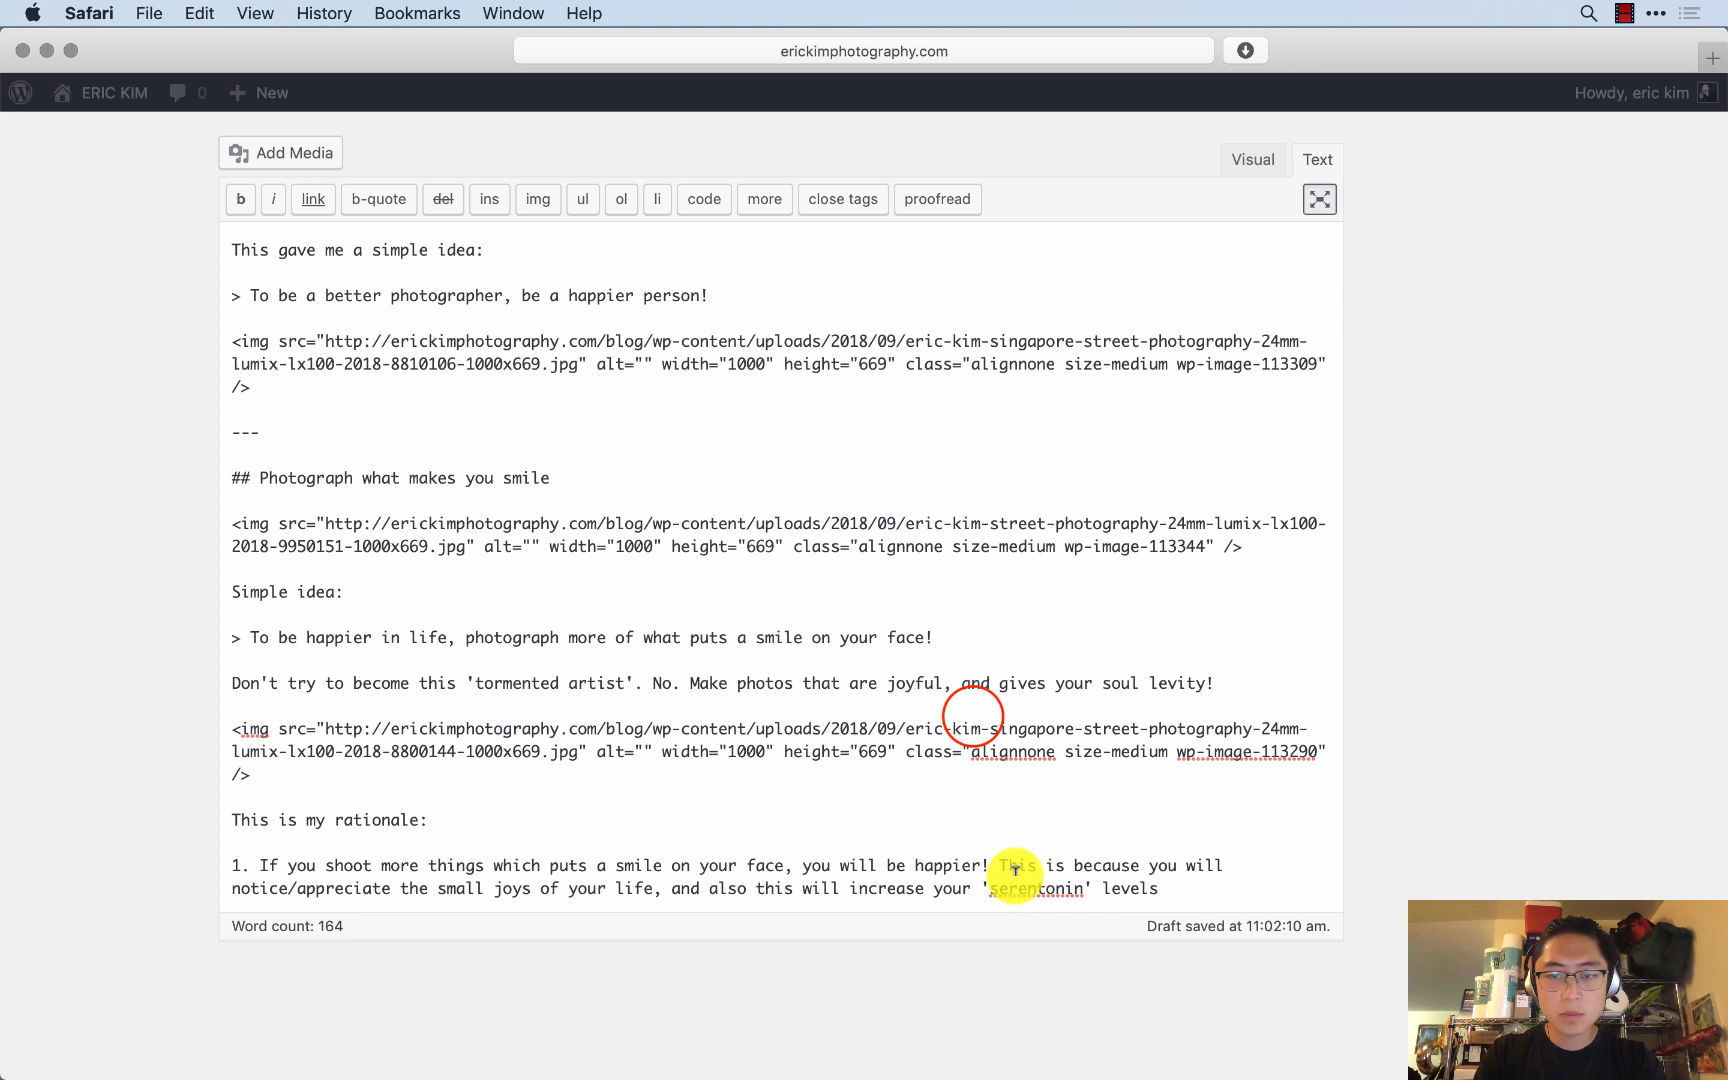 Safari File Edit View History Bookmarks Window Help
erickimphotography.com
ERIC KIM 0 New Howdy, eric kim
Add Media Visual Text
b i link b-quote del ins img ul ol li code more close tags proofread
This gave me a simple idea:
> To be a better photographer, be a happier person!
<img src="http://erickimphotography.com/blog/wp-content/uploads/2018/09/eric-kim-singapore-street-photography-24mm-
lumix-lx100-2018-8810106-1000x669.jpg" alt="" width="1000" height="669" class="alignnone size-medium wp-image-113309"
/>
---
## Photograph what makes you smile
<img src="http://erickimphotography.com/blog/wp-content/uploads/2018/09/eric-kim-street-photography-24mm-lumix-lx100-
2018-9950151-1000x669.jpg" alt="" width="1000" height="669" class="alignnone size-medium wp-image-113344" />
Simple idea:
> To be happier in life, photograph more of what puts a smile on your face!
Don't try to become this 'tormented artist'. No. Make photos that are joyful, and gives your soul levity!
<img src="http://erickimphotography.com/blog/wp-content/uploads/2018/09/eric-kim-singapore-street-photography-24mm-
lumix-lx100-2018-8800144-1000x669.jpg" alt="" width="1000" height="669" class="alignnone size-medium wp-image-113290"
/>
This is my rationale:
1. If you shoot more things which puts a smile on your face, you will be happier! This is because you will
notice/appreciate the small joys of your life, and also this will increase your 'serentonin' levels
Word count: 164 Draft saved at 11:02:10 am.